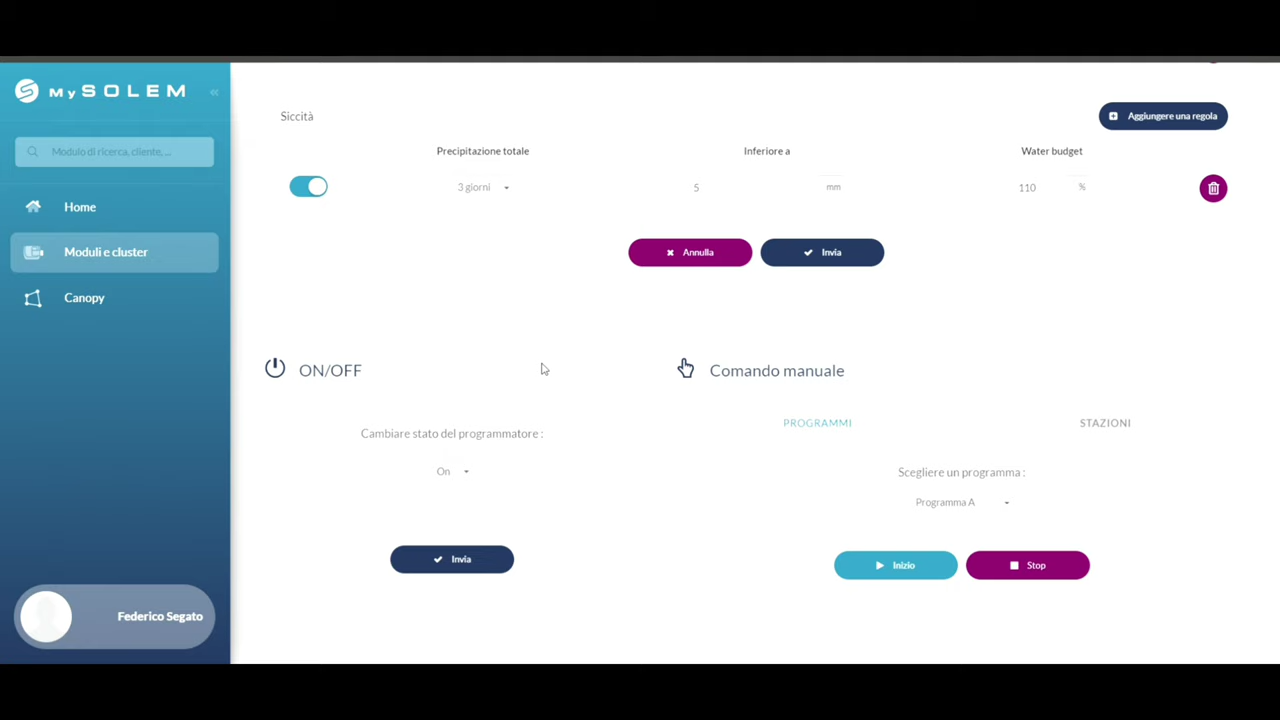 MySOLEM
Modulo di ricerca, cliente, ...
Home
Moduli e cluster
Canopy
Federico Segato
Siccità
Aggiungere una regola
Precipitazione totale
Inferiore a
Water budget
3 giorni
5
mm
110
%
Annulla
Invia
ON/OFF
Cambiare stato del programmatore :
On
Invia
Comando manuale
PROGRAMMI
STAZIONI
Scegliere un programma :
Programma A
Inizio
Stop